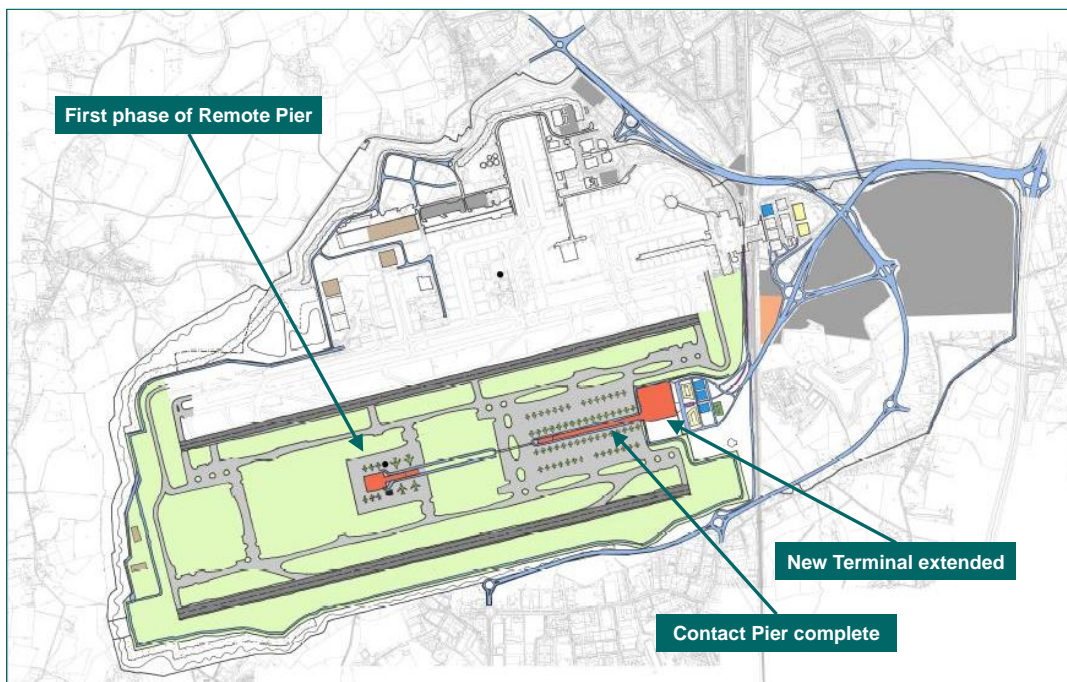 First phase of Remote Pier
New Terminal extended
Contact Pier complete